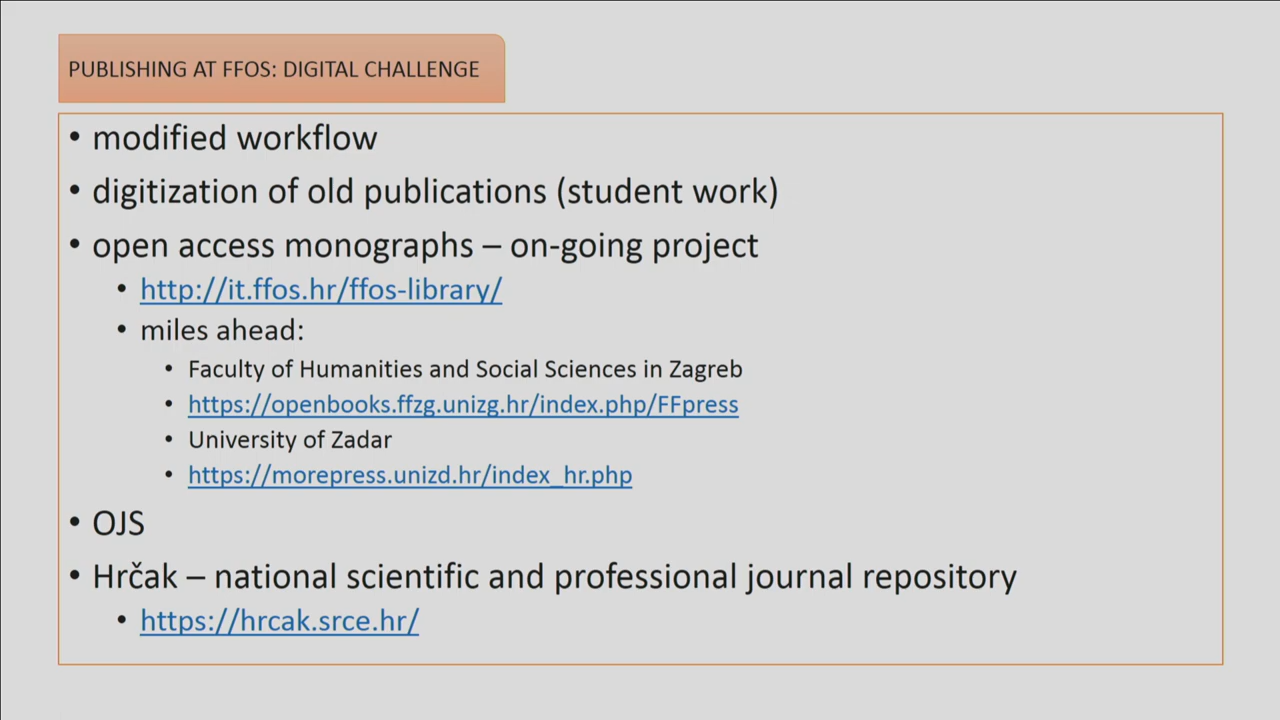 PUBLISHING AT FFOS: DIGITAL CHALLENGE
• modified workflow
• digitization of old publications (student work)
• open access monographs – on-going project
• http://it.ffos.hr/ffos-library/
• miles ahead:
• Faculty of Humanities and Social Sciences in Zagreb
• https://openbooks.ffzg.unizg.hr/index.php/FFpress
• University of Zadar
• https://morepress.unizd.hr/index_hr.php
• OJS
• Hrčak – national scientific and professional journal repository
• https://hrcak.srce.hr/